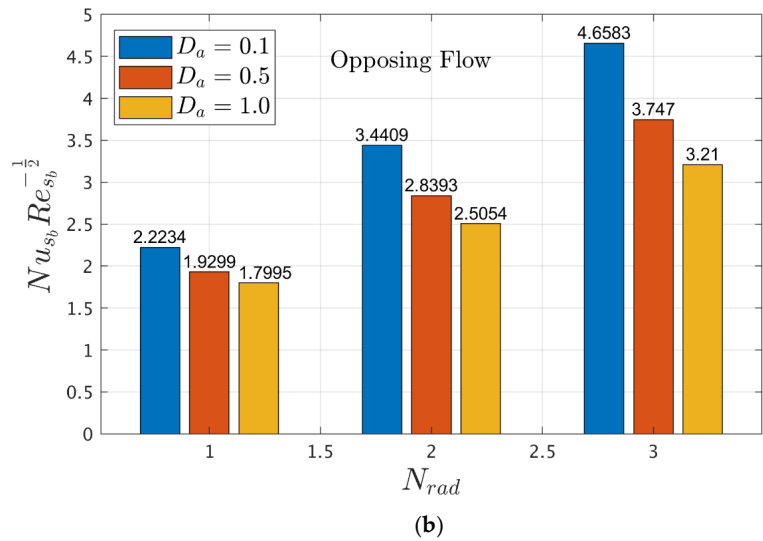 5
4.5
4
3.5
3
2.5
2
1.5
1
0.5
0
$Nu_{s_b}Re_{s_b}^{-\frac{1}{2}}$
$D_a = 0.1$
$D_a = 0.5$
$D_a = 1.0$
Opposing Flow
2.2234
1.9299
1.7995
3.4409
2.8393
2.5054
4.6583
3.747
3.21
1 1.5 2 2.5 3
$N_{rad}$
(b)